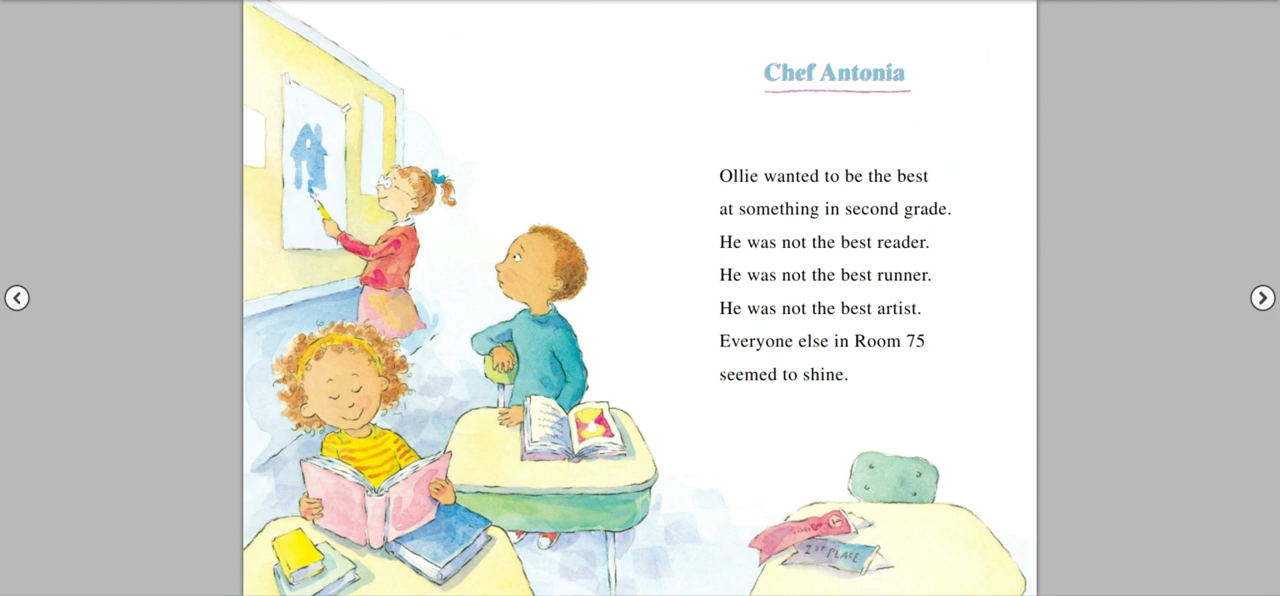 Chef Antonia
Ollie wanted to be the best
at something in second grade.
He was not the best reader.
He was not the best runner.
He was not the best artist.
Everyone else in Room 75
seemed to shine.
PLACE